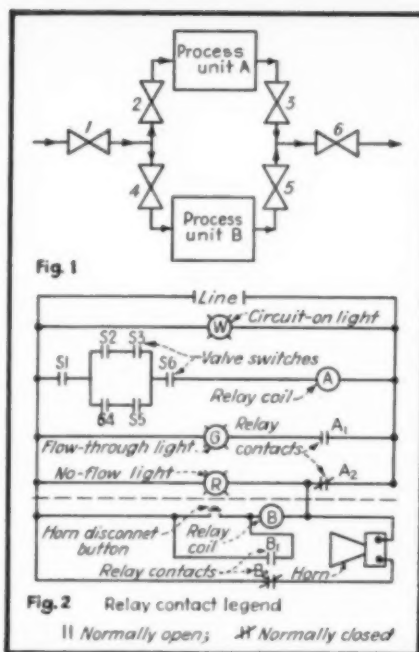 Process
unit A
2
3
1
6
4
5
Process
unit B
Fig. 1
Line
W
Circuit-on light
S2
S3
S1
S6
Valve switches
S4
S5
A
Relay coil
Relay
contacts
A1
Flow-through light
G
No-flow light
R
A2
B
Horn disconnet
button
Relay
coil
B1
Relay contacts
Horn
Fig. 2 Relay contact legend
Normally open;
Normally closed